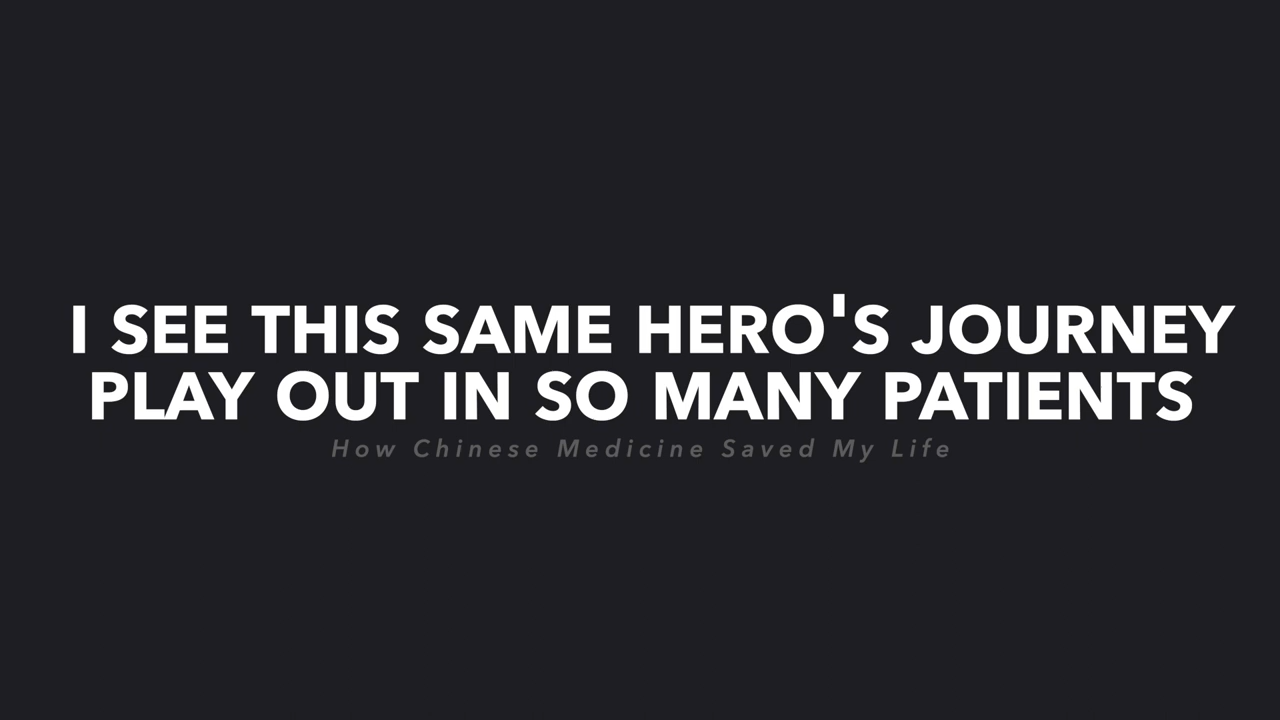 I SEE THIS SAME HERO'S JOURNEY
PLAY OUT IN SO MANY PATIENTS
How Chinese Medicine Saved My Life